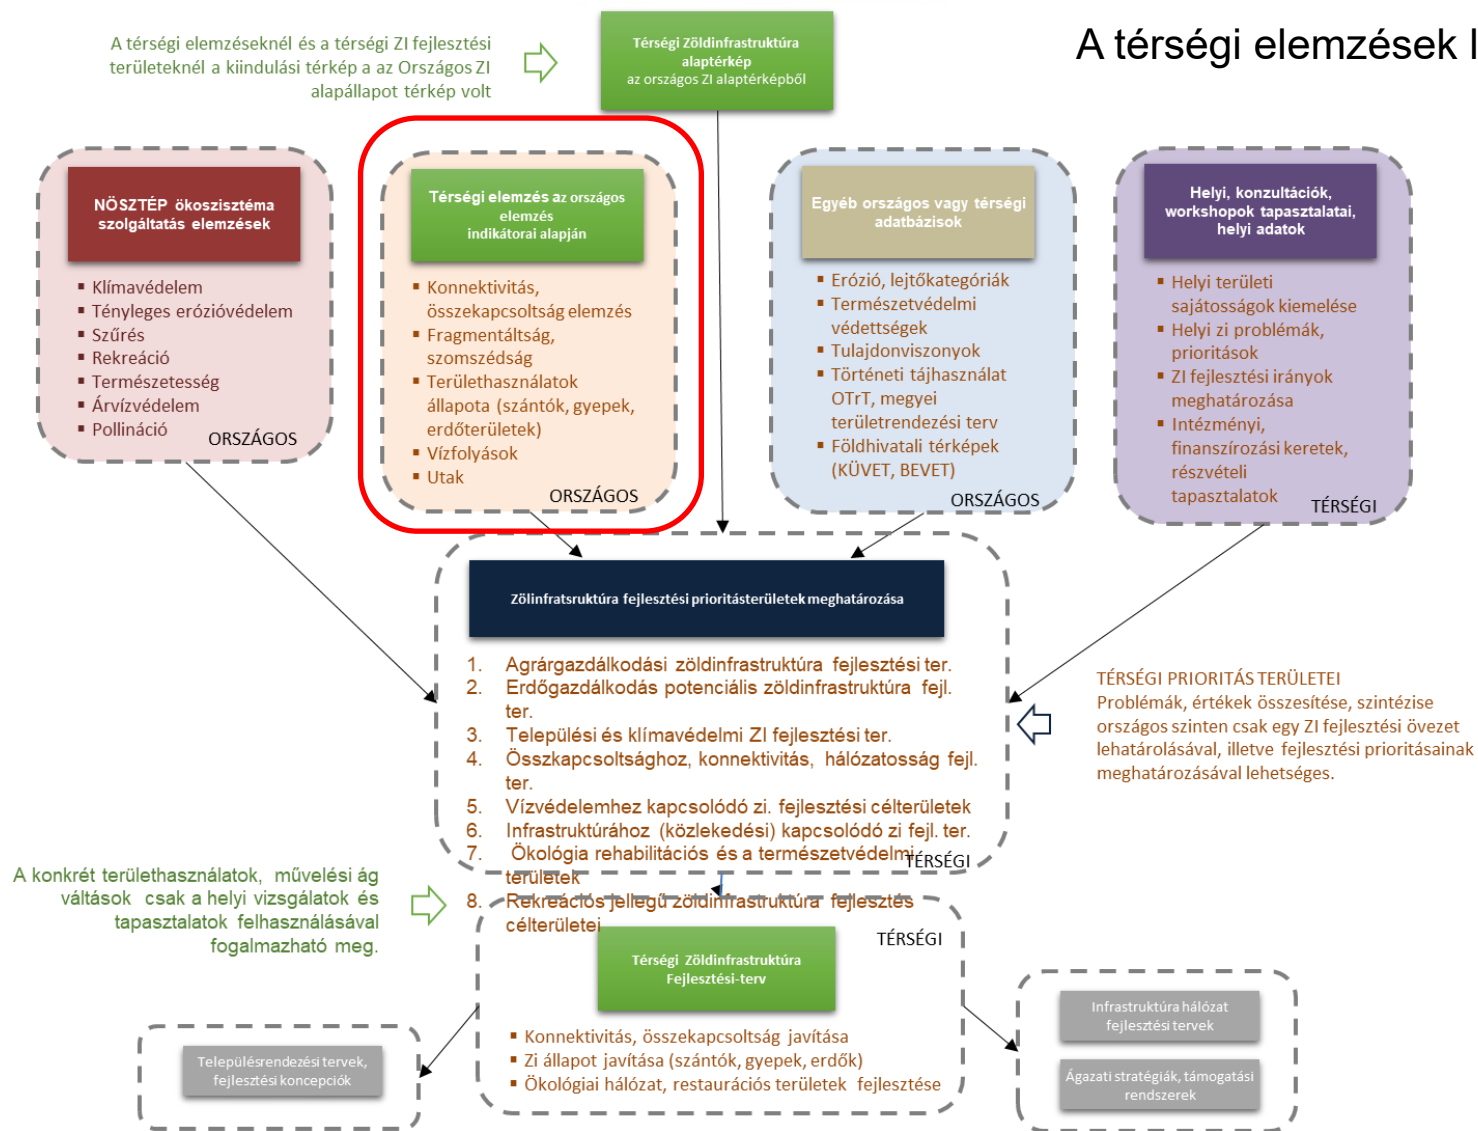 A térségi elemzések I
A térségi elemzéseknél és a térségi ZI fejlesztési
területeknél a kiindulási térkép a az Országos ZI
alapállapot térkép volt
Térségi Zöldinfrastruktúra
alaptérkép
az országos ZI alaptérképből
NÖSZTÉP ökoszisztéma
szolgáltatás elemzések
▪ Klímavédelem
▪ Tényleges erózióvédelem
▪ Szűrés
▪ Rekreáció
▪ Természetesség
▪ Árvízvédelem
▪ Pollináció
ORSZÁGOS
Térségi elemzés az országos
elemzés
indikátorai alapján
▪ Konnektivitás,
összekapcsoltság elemzés
▪ Fragmentáltság,
szomszédság
▪ Területhasználatok
állapota (szántók, gyepek,
erdőterületek)
▪ Vízfolyások
▪ Utak
ORSZÁGOS
Egyéb országos vagy térségi
adatbázisok
▪ Erózió, lejtőkategóriák
▪ Természetvédelmi
védettségek
▪ Tulajdonviszonyok
▪ Történeti tájhasználat
OTrT, megyei
területrendezési terv
▪ Földhivatali térképek
(KÜVET, BEVET)
ORSZÁGOS
Helyi, konzultációk,
workshopok tapasztalatai,
helyi adatok
▪ Helyi területi
sajátosságok kiemelése
▪ Helyi zi problémák,
prioritások
▪ ZI fejlesztési irányok
meghatározása
▪ Intézményi,
finanszírozási keretek,
részvételi
tapasztalatok
TÉRSÉGI
Zölinfratsruktúra fejlesztési prioritásterületek meghatározása
1. Agrárgazdálkodási zöldinfrastruktúra fejlesztési ter.
2. Erdőgazdálkodás potenciális zöldinfrastruktúra fejl.
ter.
3. Települési és klímavédelmi ZI fejlesztési ter.
4. Összkapcsoltsághoz, konnektivitás, hálózatosság fejl.
ter.
5. Vízvédelemhez kapcsolódó zi. fejlesztési célterületek
6. Infrastruktúrához (közlekedési) kapcsolódó zi fejl. ter.
7. Ökológia rehabilitációs és a természetvédelmi
területek
8. Rekreációs jellegű zöldinfrastruktúra fejlesztés
célterületei
TÉRSÉGI
TÉRSÉGI PRIORITÁS TERÜLETEI
Problémák, értékek összesítése, szintézise
országos szinten csak egy ZI fejlesztési övezet
lehatárolásával, illetve fejlesztési prioritásainak
meghatározásával lehetséges.
A konkrét területhasználatok, művelési ág
váltások csak a helyi vizsgálatok és
tapasztalatok felhasználásával
fogalmazható meg.
TÉRSÉGI
Térségi Zöldinfrastruktúra
Fejlesztési-terv
▪ Konnektivitás, összekapcsoltság javítása
▪ Zi állapot javítása (szántók, gyepek, erdők)
▪ Ökológiai hálózat, restaurációs területek fejlesztése
Településrendezési tervek,
fejlesztési koncepciók
Infrastruktúra hálózat
fejlesztési tervek
Ágazati stratégiák, támogatási
rendszerek